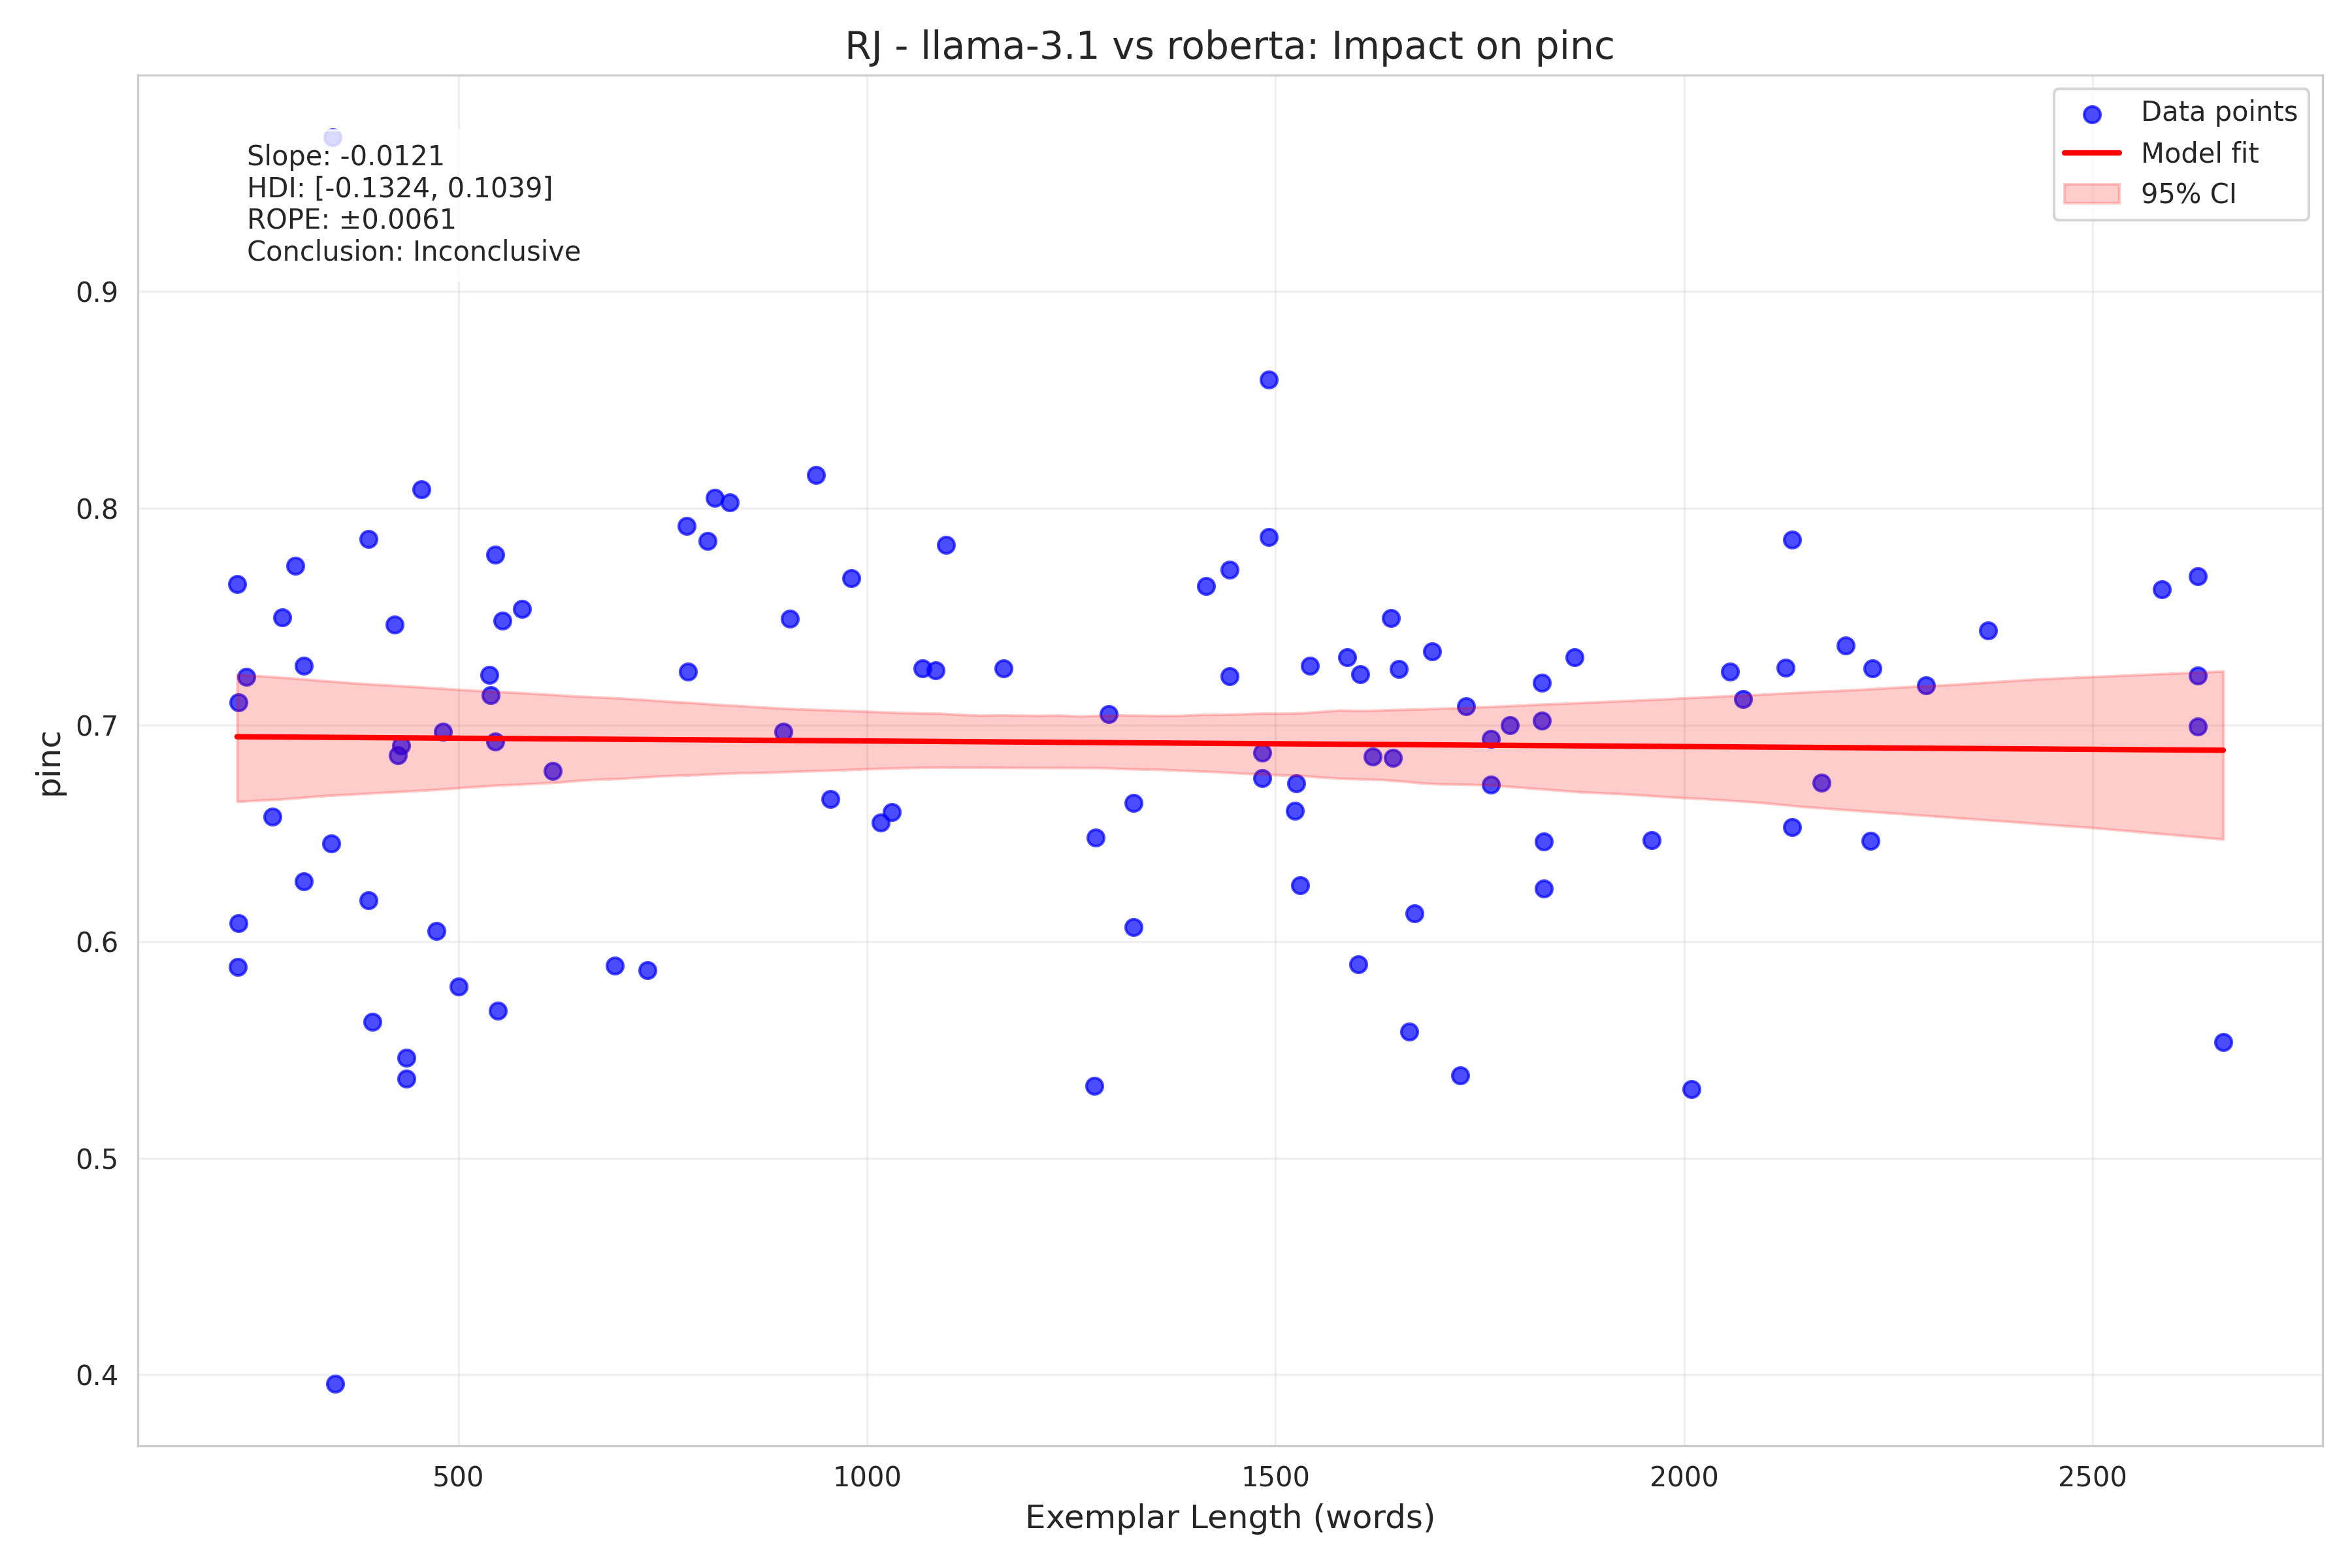 RJ - llama-3.1 vs roberta: Impact on pinc
Slope: -0.0121
HDI: [-0.1324, 0.1039]
ROPE: ±0.0061
Conclusion: Inconclusive
Data points
Model fit
95% CI
pinc
0.9
0.8
0.7
0.6
0.5
0.4
500
1000
1500
2000
2500
Exemplar Length (words)